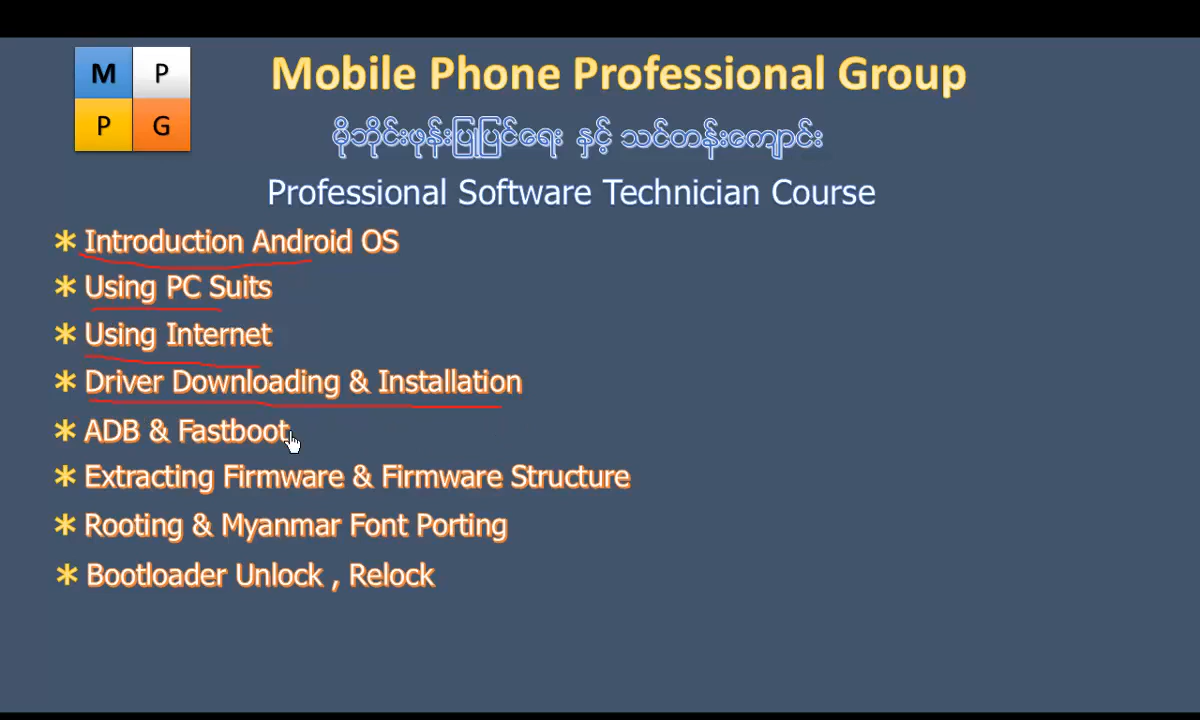 M P
P G
Mobile Phone Professional Group
မိုဘိုင်းဖုန်းပြုပြင်ရေး နှင့် သင်တန်းကျောင်း
Professional Software Technician Course
* Introduction Android OS
* Using PC Suits
* Using Internet
* Driver Downloading & Installation
* ADB & Fastboot
* Extracting Firmware & Firmware Structure
* Rooting & Myanmar Font Porting
* Bootloader Unlock , Relock